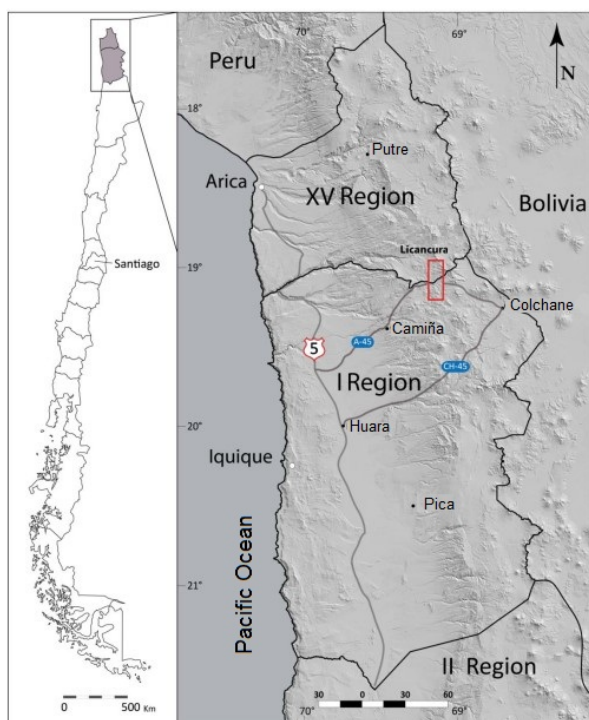 70°
69°
N
Peru
18°
Putre
Arica
XV Region
Bolivia
Santiago
Licancura
19°
Colchane
Camiña
5
A-45
CH-45
I Region
20°
Huara
Iquique
Pica
Pacific Ocean
21°
II Region
0 500 Km
30 0 30 60
70°
69°